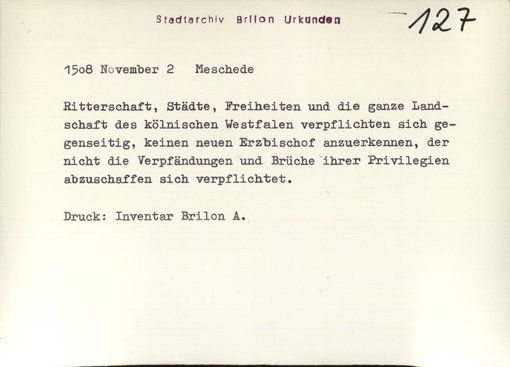 Stadtarchiv Brilon Urkunden
127
1508 November 2 Meschede
Ritterschaft, Städte, Freiheiten und die ganze Land-
schaft des kölnischen Westfalen verpflichten sich ge-
genseitig, keinen neuen Erzbischof anzuerkennen, der
nicht die Verpfändungen und Brüche ihrer Privilegien
abzuschaffen sich verpflichtet.
Druck: Inventar Brilon A.